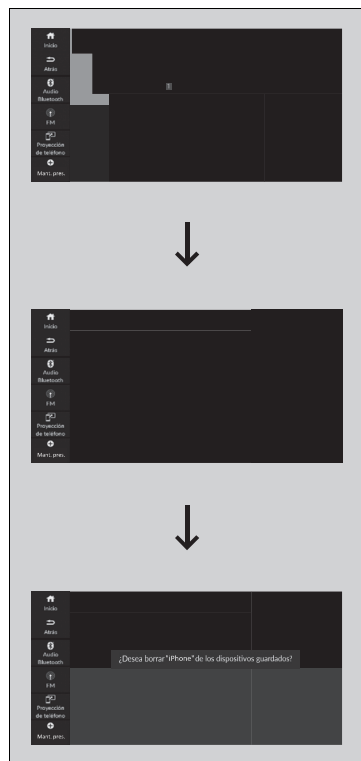 Inicio
Atrás
Audio
Bluetooth
FM
Proyección
de teléfono
Mant. pres.
Inicio
Atrás
Audio
Bluetooth
FM
Proyección
de teléfono
Mant. pres.
Inicio
Atrás
Audio
Bluetooth
¿Desea borrar “iPhone” de los dispositivos guardados?
FM
Proyección
de teléfono
Mant. pres.